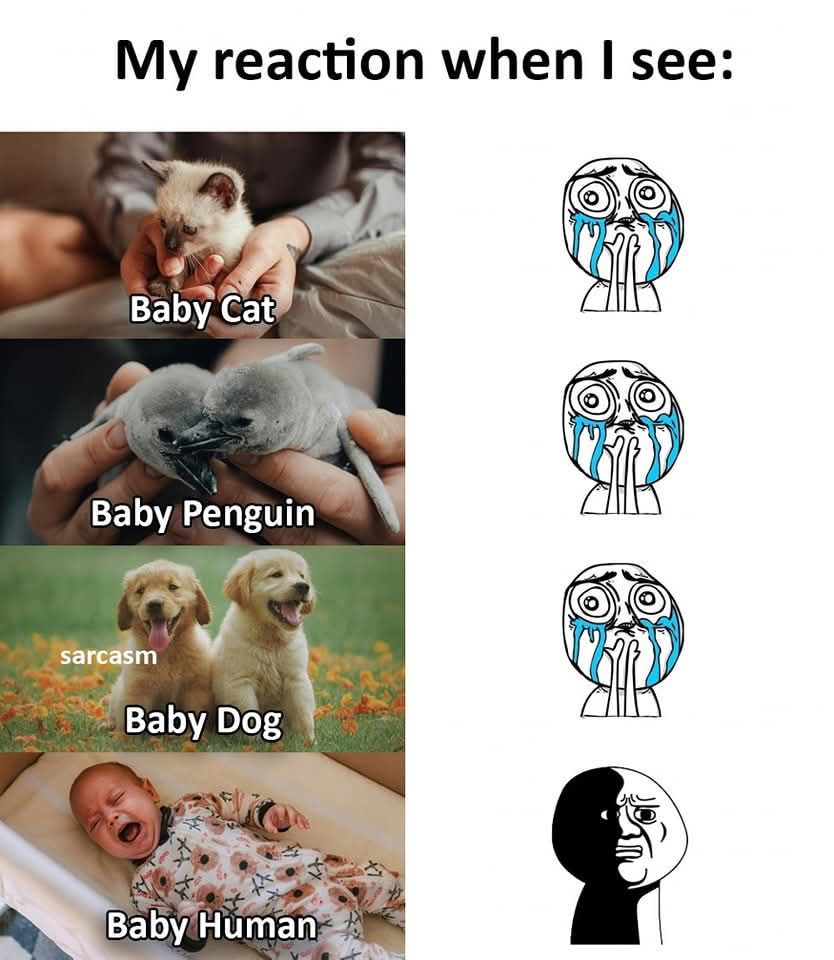 My reaction when I see:
Baby Cat
Baby Penguin
sarcasm
Baby Dog
Baby Human